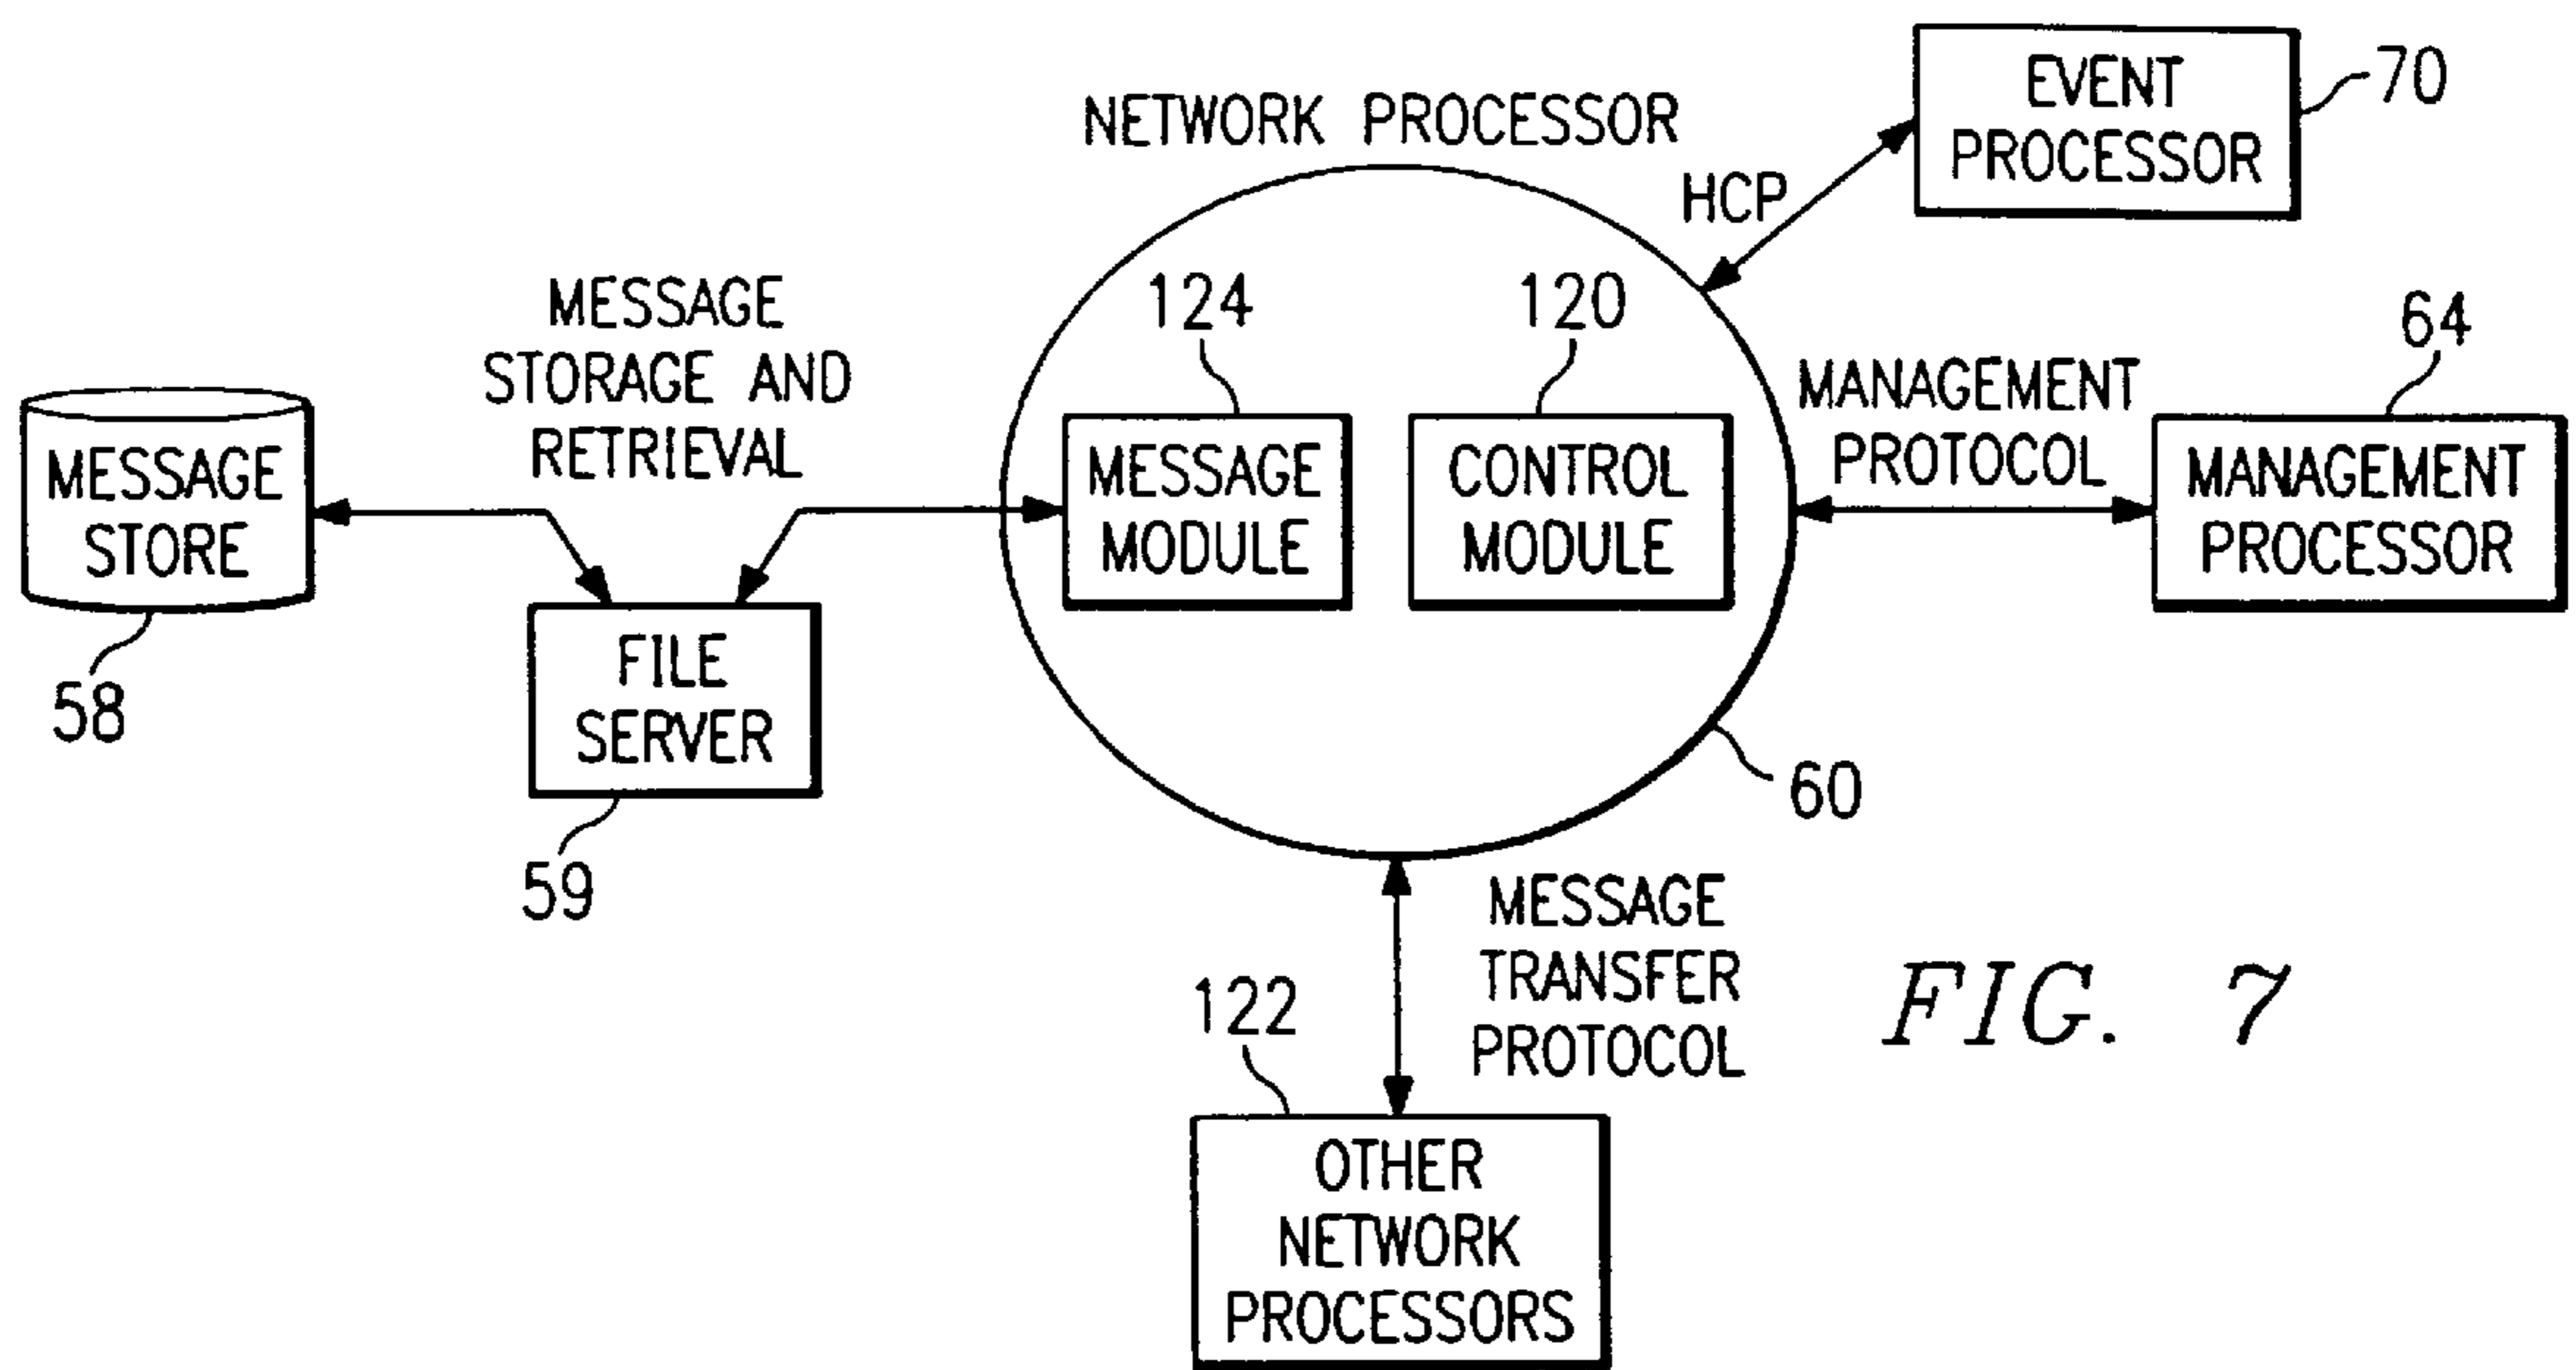 NETWORK PROCESSOR
HCP
EVENT
PROCESSOR
70
MESSAGE
STORAGE AND
RETRIEVAL
124
120
MANAGEMENT
PROTOCOL
64
MESSAGE
STORE
58
FILE
SERVER
59
MESSAGE
MODULE
CONTROL
MODULE
MANAGEMENT
PROCESSOR
60
MESSAGE
TRANSFER
PROTOCOL
122
OTHER
NETWORK
PROCESSORS
FIG. 7